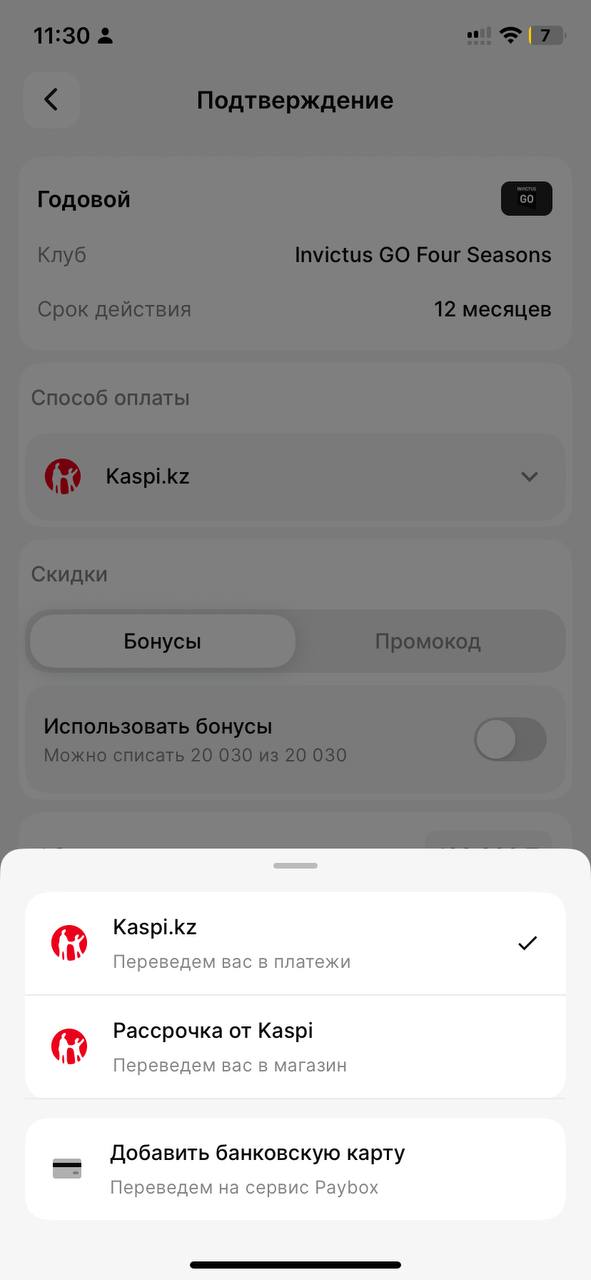 11:30
7
Подтверждение
Годовой
INVICTUS
GO
Клуб
Invictus GO Four Seasons
Срок действия
12 месяцев
Способ оплаты
Kaspi.kz
Скидки
Бонусы
Промокод
Использовать бонусы
Можно списать 20 030 из 20 030
Kaspi.kz
Переведем вас в платежи
Рассрочка от Kaspi
Переведем вас в магазин
Добавить банковскую карту
Переведем на сервис Paybox